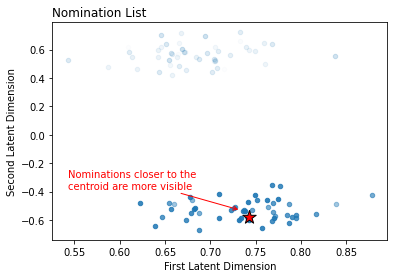 Nomination List
Second Latent Dimension
0.6
0.4
0.2
0.0
−0.2
−0.4
−0.6
Nominations closer to the
centroid are more visible
0.55 0.60 0.65 0.70 0.75 0.80 0.85
First Latent Dimension